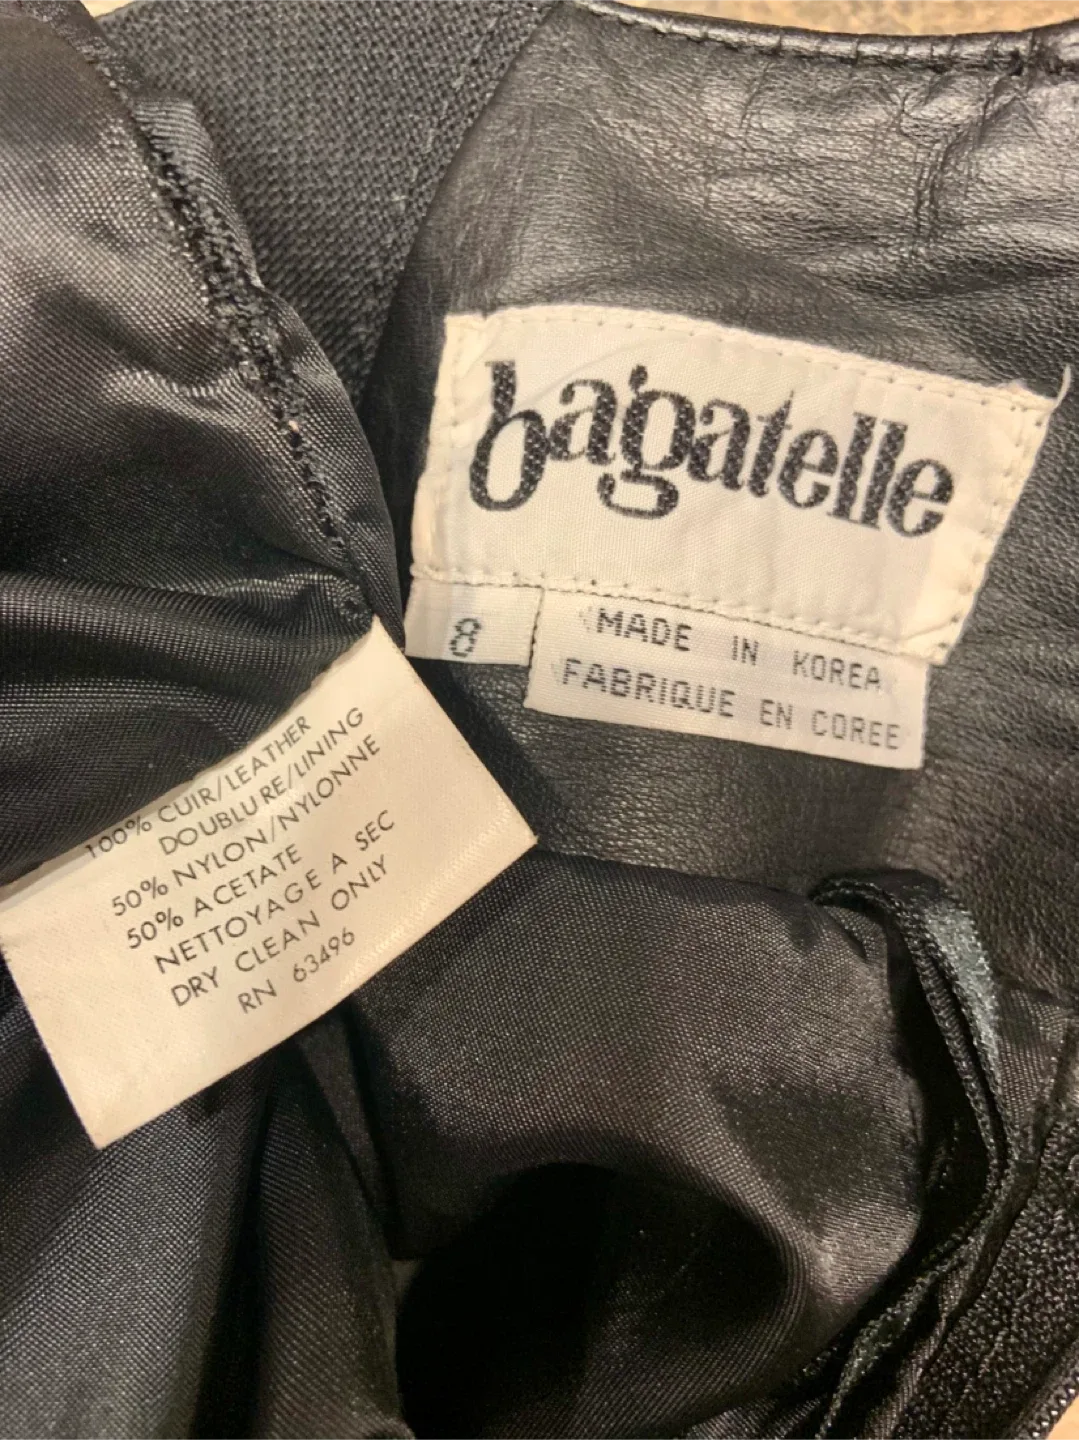 bagatelle
8
MADE IN KOREA
FABRIQUE EN COREE
100% CUIR/LEATHER
DOUBLURE/LINING
50% NYLON/NYLONNE
50% ACETATE
NETTOYAGE A SEC
DRY CLEAN ONLY
RN 63496